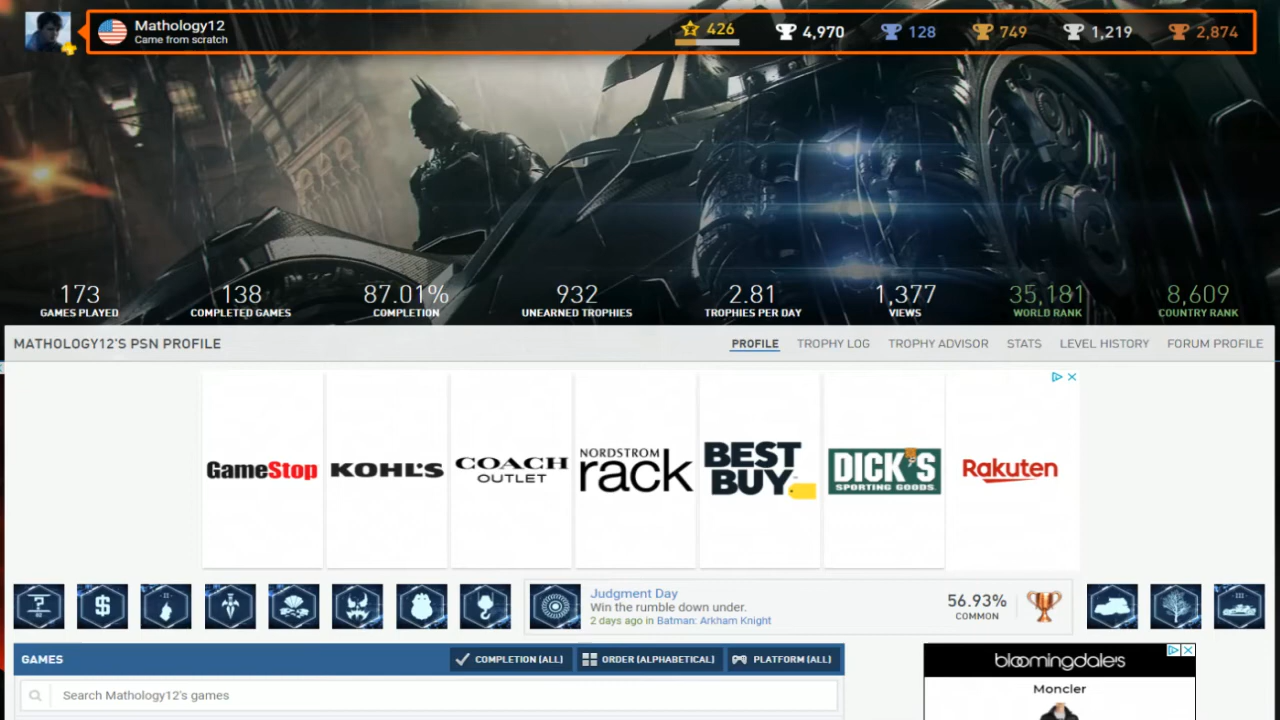 Mathology12
Came from scratch
426
4,970
128
749
1,219
2,874
173
GAMES PLAYED
138
COMPLETED GAMES
87.01%
COMPLETION
932
UNEARNED TROPHIES
2.81
TROPHIES PER DAY
1,377
VIEWS
35,181
WORLD RANK
8,609
COUNTRY RANK
MATHOLOGY12'S PSN PROFILE
PROFILE
TROPHY LOG
TROPHY ADVISOR
STATS
LEVEL HISTORY
FORUM PROFILE
GameStop
KOHL'S
COACH
OUTLET
NORDSTROM
rack
BEST
BUY
DICK'S
SPORTING GOODS
Rakuten
?
$
II
Judgment Day
Win the rumble down under.
2 days ago in Batman: Arkham Knight
56.93%
COMMON
III
GAMES
COMPLETION (ALL)
ORDER (ALPHABETICAL)
PLATFORM (ALL)
Search Mathology12's games
bloomingdale's
Moncler